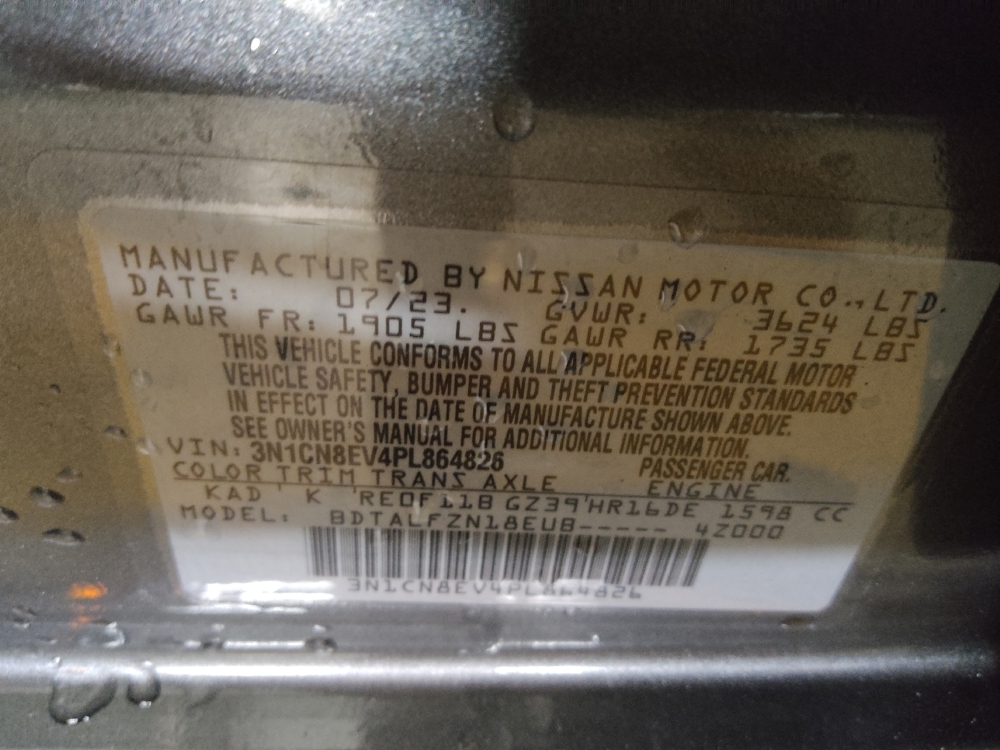 MANUFACTURED BY NISSAN MOTOR CO., LTD.
DATE: 07/23. GVWR: 3624 LBS
GAWR FR: 1905 LBS GAWR RR: 1735 LBS
THIS VEHICLE CONFORMS TO ALL APPLICABLE FEDERAL MOTOR
VEHICLE SAFETY, BUMPER AND THEFT PREVENTION STANDARDS
IN EFFECT ON THE DATE OF MANUFACTURE SHOWN ABOVE.
SEE OWNER'S MANUAL FOR ADDITIONAL INFORMATION.
VIN: 3N1CN8EV4PL864826 PASSENGER CAR.
COLOR TRIM TRANS AXLE ENGINE
KAD K RE0F11B GZ39 HR16DE 1598 CC
MODEL: BDTALFZN18EUB----- 4Z000
3N1CN8EV4PL864826